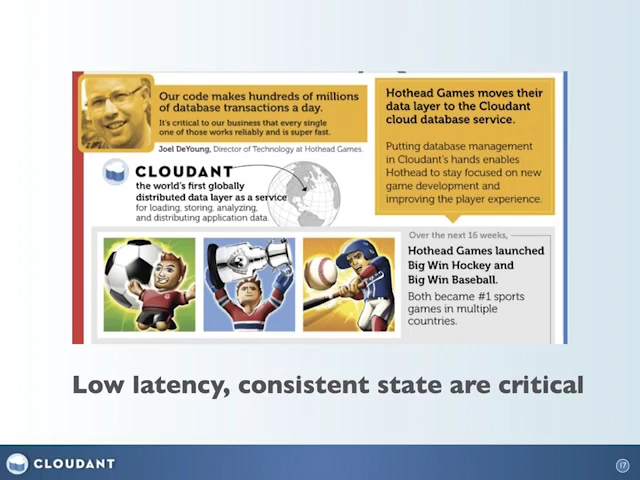 Our code makes hundreds of millions
of database transactions a day.
It's critical to our business that every single
one of those works reliably and is super fast.
Joel DeYoung, Director of Technology at Hothead Games.
Hothead Games moves their
data layer to the Cloudant
cloud database service.
Putting database management
in Cloudant's hands enables
Hothead to stay focused on new
game development and
improving the player experience.
CLOUDANT
the world's first globally
distributed data layer as a service
for loading, storing, analyzing,
and distributing application data.
Over the next 16 weeks,
Hothead Games launched
Big Win Hockey and
Big Win Baseball.
Both became #1 sports
games in multiple
countries.
Low latency, consistent state are critical
CLOUDANT
17